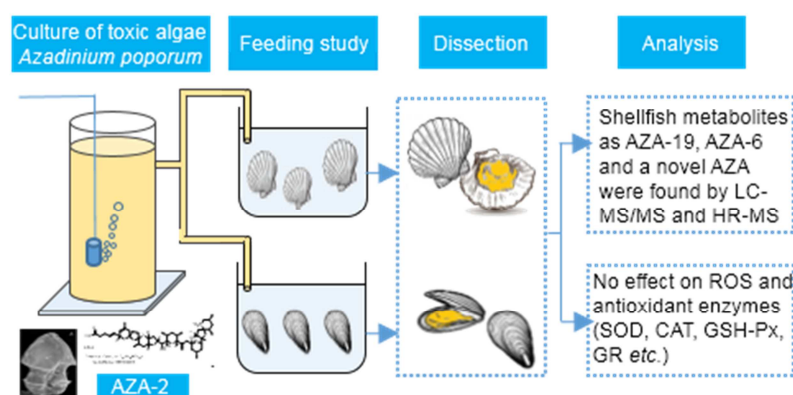 Culture of toxic algae
Azadinium poporum
Feeding study
Dissection
Analysis
Shellfish metabolites
as AZA-19, AZA-6
and a novel AZA
were found by LC-
MS/MS and HR-MS
No effect on ROS and
antioxidant enzymes
(SOD, CAT, GSH-Px,
GR etc.)
AZA-2